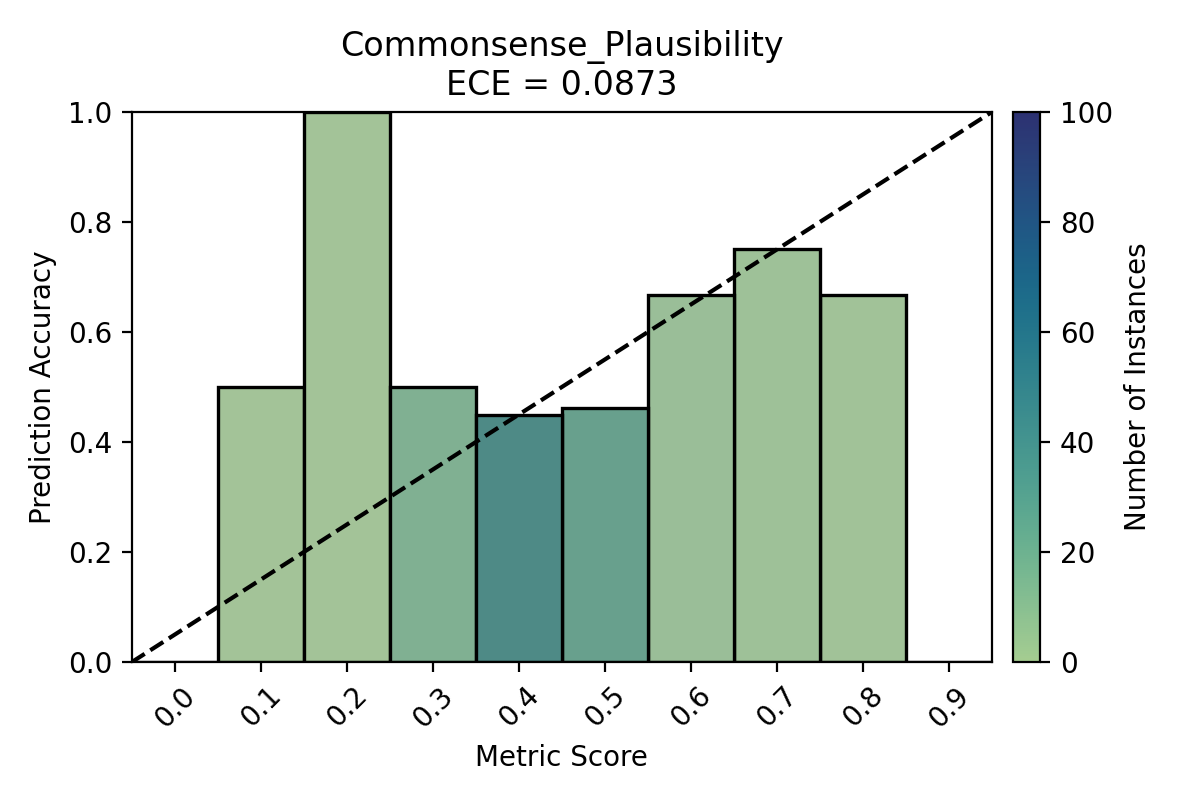 Commonsense_Plausibility
ECE = 0.0873
Prediction Accuracy
1.0
0.8
0.6
0.4
0.2
0.0
0.0 0.1 0.2 0.3 0.4 0.5 0.6 0.7 0.8 0.9
Metric Score
100
80
60
40
20
0
Number of Instances